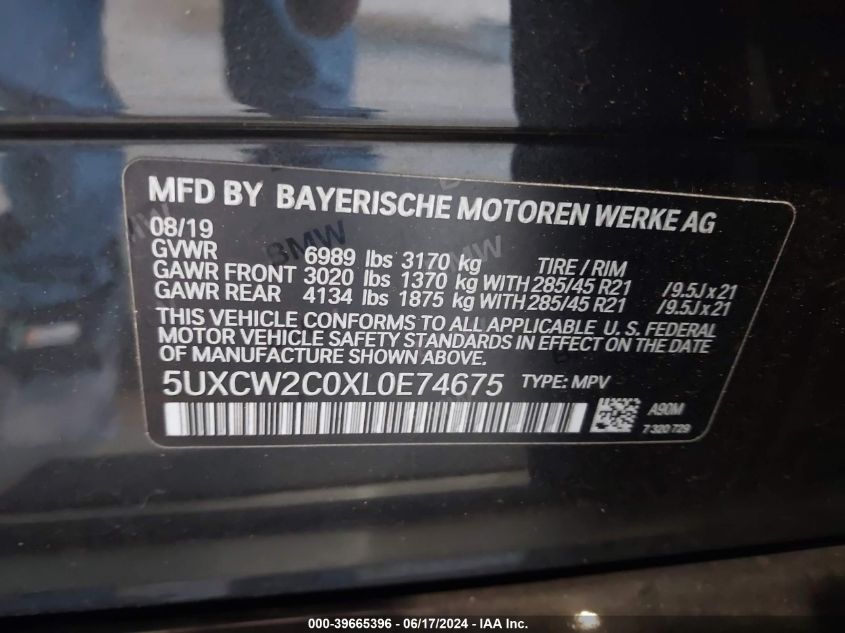 MFD BY BAYERISCHE MOTOREN WERKE AG
08/19
GVWR 6989 lbs 3170 kg TIRE / RIM
GAWR FRONT 3020 lbs 1370 kg WITH 285/45 R21 /9.5J x 21
GAWR REAR 4134 lbs 1875 kg WITH 285/45 R21 /9.5J x 21
THIS VEHICLE CONFORMS TO ALL APPLICABLE U. S. FEDERAL
MOTOR VEHICLE SAFETY STANDARDS IN EFFECT ON THE DATE
OF MANUFACTURE SHOWN ABOVE.
5UXCW2C0XL0E74675 TYPE: MPV
A90M
7 320 729
BMW
000-39665396 - 06/17/2024 - IAA Inc.